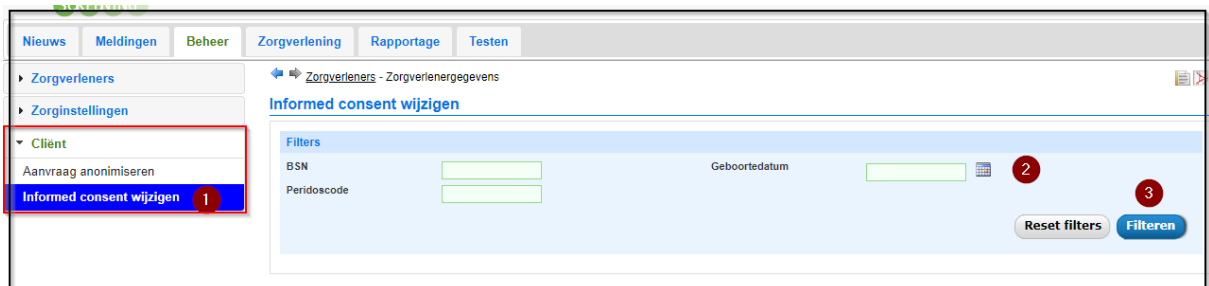 Nieuws Meldingen Beheer Zorgverlening Rapportage Testen
Zorgverleners
Zorginstellingen
Cliënt
Aanvraag anonimiseren
Informed consent wijzigen 1
Zorgverleners - Zorgverlenergegevens
Informed consent wijzigen
Filters
BSN Geboortedatum 2
Peridoscode
3
Reset filters Filteren